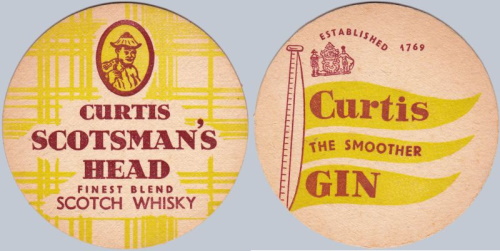 CURTIS
SCOTSMAN'S
HEAD
FINEST BLEND
SCOTCH WHISKY
ESTABLISHED 1769
Curtis
THE SMOOTHER
GIN